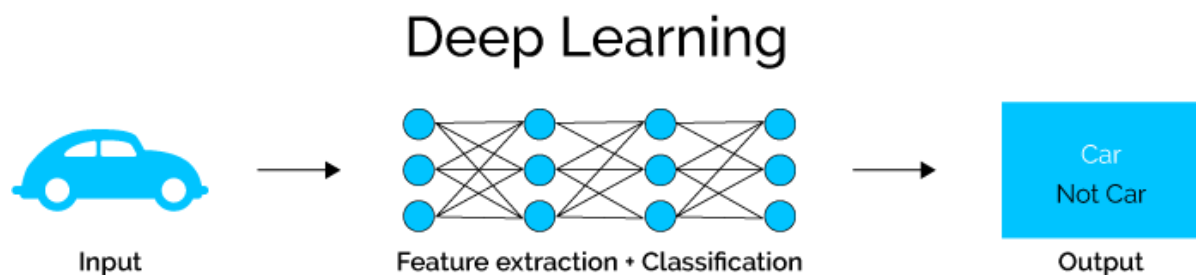 Deep Learning
Car
Not Car
Input
Feature extraction + Classification
Output